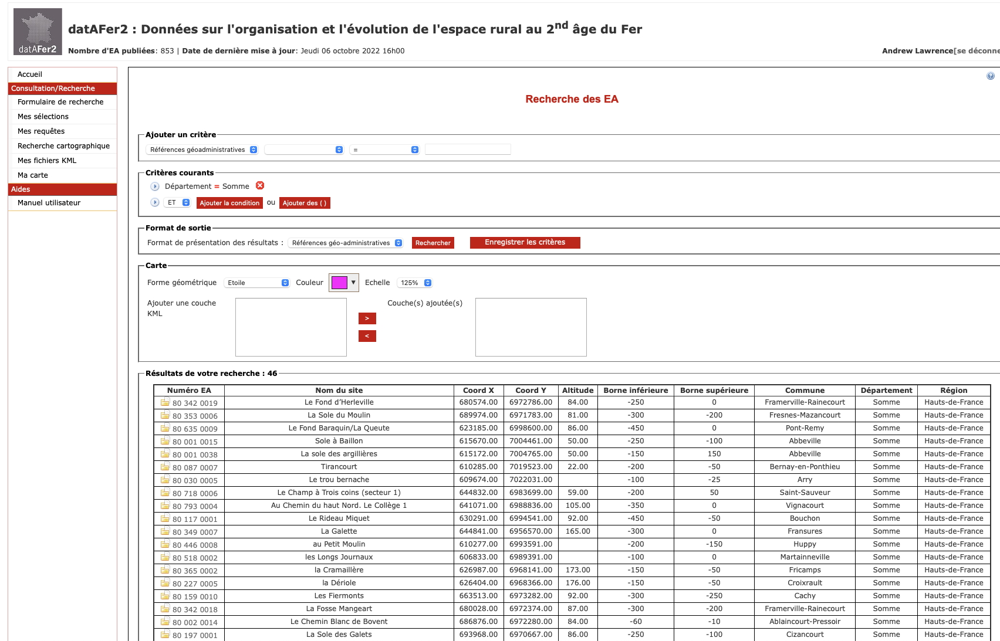 datAFer2 : Données sur l'organisation et l'évolution de l'espace rural au 2nd âge du Fer
datAFer2
Nombre d'EA publiées: 853 | Date de dernière mise à jour: Jeudi 06 octobre 2022 16h00
Andrew Lawrence[se déconne
Accueil
Consultation/Recherche
Formulaire de recherche
Mes sélections
Mes requêtes
Recherche cartographique
Mes fichiers KML
Ma carte
Aides
Manuel utilisateur
?
Recherche des EA
Ajouter un critère
Références géoadministratives =
Critères courants
Département = Somme
ET Ajouter la condition ou Ajouter des ( )
Format de sortie
Format de présentation des résultats : Références géo-administratives Rechercher Enregistrer les critères
Carte
Forme géométrique Etoile Couleur ▼ Echelle 125%
Ajouter une couche
KML
>
<
Couche(s) ajoutée(s)
Résultats de votre recherche : 46
Numéro EA Nom du site Coord X Coord Y Altitude Borne inférieure Borne supérieure Commune Département Région
80 342 0019 Le Fond d’Herleville 680574.00 6972786.00 84.00 -250 0 Framerville-Rainecourt Somme Hauts-de-France
80 353 0006 La Sole du Moulin 689974.00 6971783.00 81.00 -300 -200 Fresnes-Mazancourt Somme Hauts-de-France
80 635 0009 Le Fond Baraquin/La Queute 623185.00 6998600.00 86.00 -450 0 Pont-Remy Somme Hauts-de-France
80 001 0015 Sole à Baillon 615670.00 7004461.00 50.00 -250 -100 Abbeville Somme Hauts-de-France
80 001 0038 La sole des argillières 615172.00 7004765.00 50.00 -150 150 Abbeville Somme Hauts-de-France
80 087 0007 Tirancourt 610285.00 7019523.00 22.00 -200 -50 Bernay-en-Ponthieu Somme Hauts-de-France
80 030 0005 Le trou bernache 609674.00 7022031.00 -100 -25 Arry Somme Hauts-de-France
80 718 0006 Le Champ à Trois coins (secteur 1) 644832.00 6983699.00 59.00 -200 50 Saint-Sauveur Somme Hauts-de-France
80 793 0004 Au Chemin du haut Nord. Le Collège 1 641071.00 6988836.00 105.00 -350 0 Vignacourt Somme Hauts-de-France
80 117 0001 Le Rideau Miquet 630291.00 6994541.00 92.00 -450 -50 Bouchon Somme Hauts-de-France
80 349 0007 La Galette 644841.00 6956570.00 165.00 -300 0 Fransures Somme Hauts-de-France
80 446 0008 au Petit Moulin 610277.00 6993591.00 -200 -150 Huppy Somme Hauts-de-France
80 518 0002 les Longs Journaux 606833.00 6989391.00 -100 0 Martainneville Somme Hauts-de-France
80 365 0002 la Cramaillère 626987.00 6968141.00 173.00 -150 -50 Fricamps Somme Hauts-de-France
80 227 0005 la Dériole 626404.00 6968366.00 176.00 -150 -50 Croixrault Somme Hauts-de-France
80 159 0010 Les Fiermonts 663513.00 6973282.00 92.00 -300 -250 Cachy Somme Hauts-de-France
80 342 0018 La Fosse Mangeart 680028.00 6972374.00 87.00 -300 -200 Framerville-Rainecourt Somme Hauts-de-France
80 002 0014 Le Chemin Blanc de Bovent 686876.00 6972280.00 84.00 -60 -10 Ablaincourt-Pressoir Somme Hauts-de-France
80 197 0001 La Sole des Galets 693968.00 6970667.00 86.00 -250 -100 Cizancourt Somme Hauts-de-France